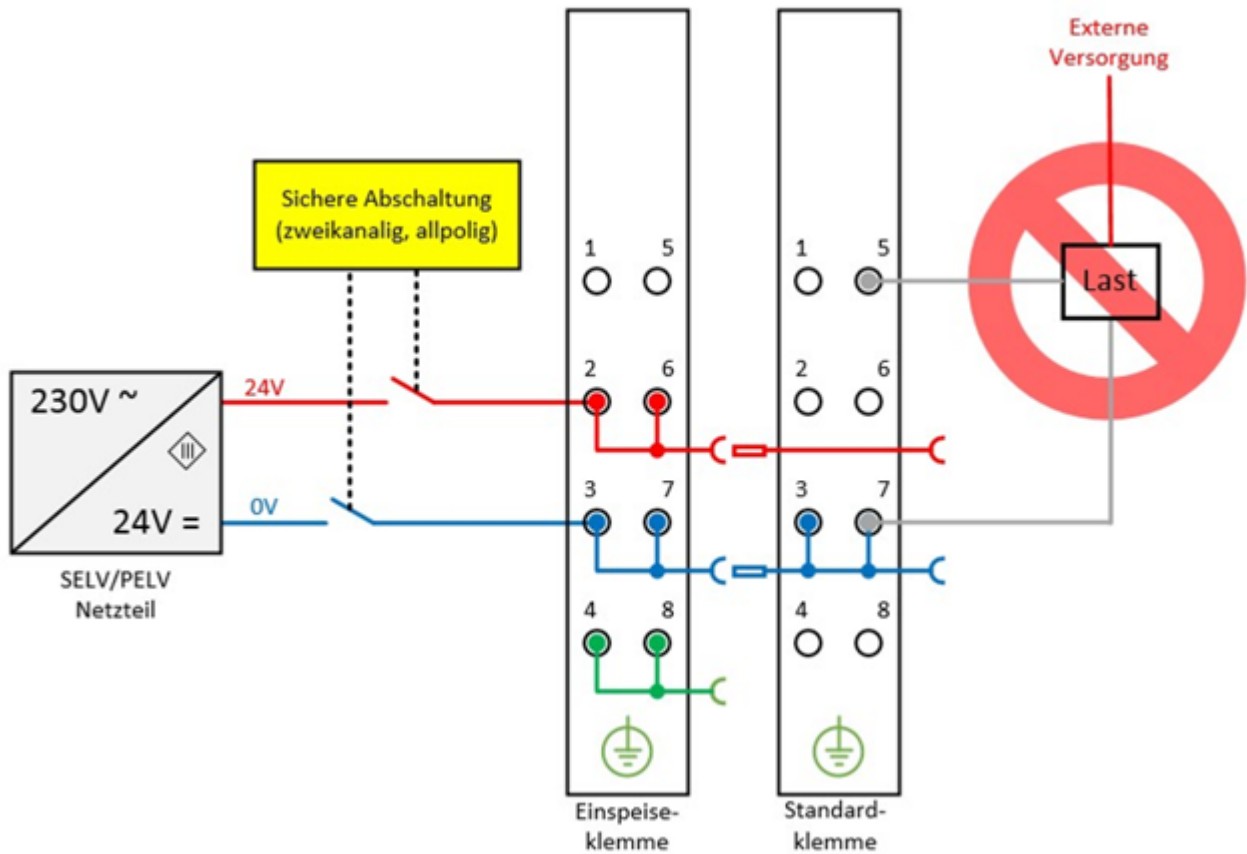 Externe
Versorgung
Sichere Abschaltung
(zweikanalig, allpolig)
1 5
1 5
Last
230V ~
24V
2 6
2 6
III
24V =
0V
3 7
3 7
SELV/PELV
Netzteil
4 8
4 8
Einspeise-
klemme
Standard-
klemme